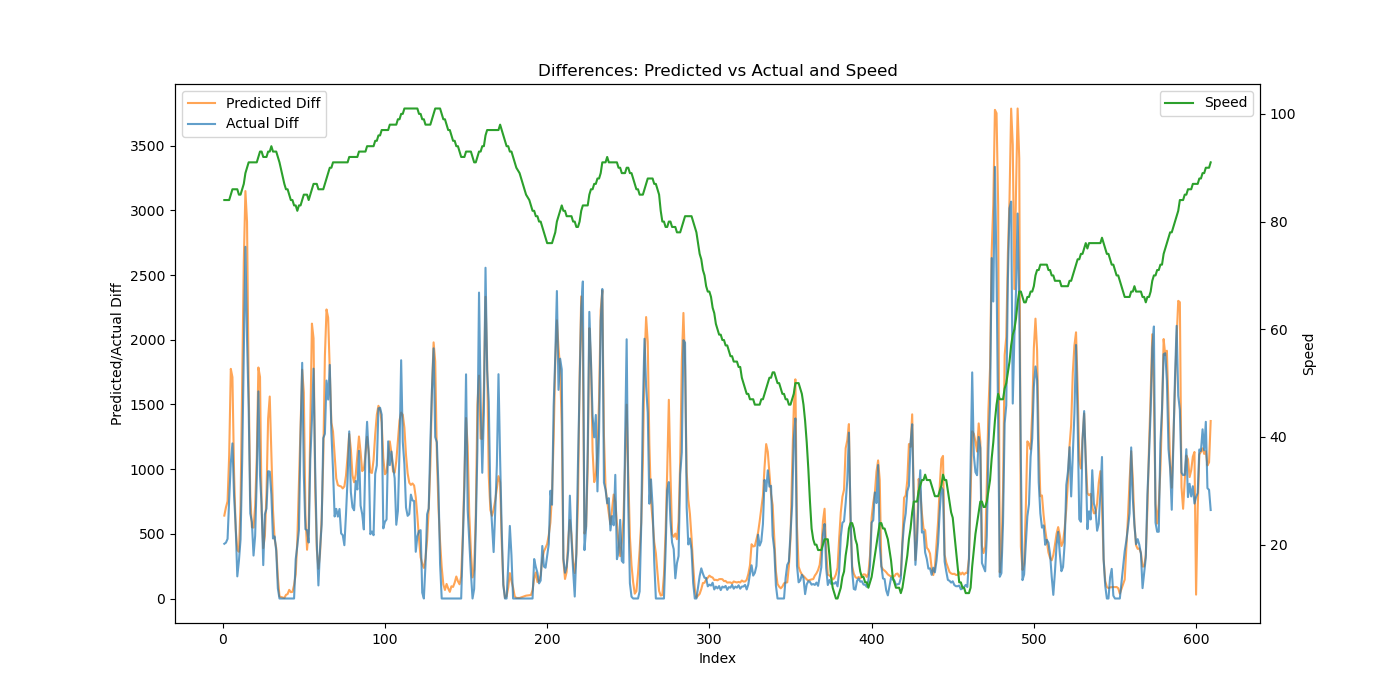 Differences: Predicted vs Actual and Speed
Predicted Diff
Actual Diff
Speed
3500
3000
2500
2000
1500
1000
500
0
Predicted/Actual Diff
100
80
60
40
20
Speed
0 100 200 300 400 500 600
Index